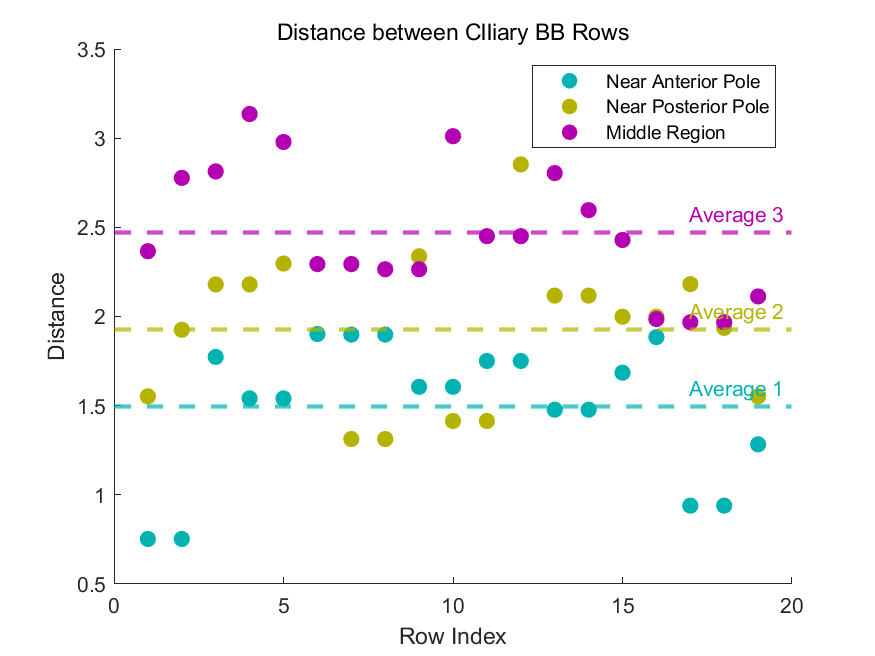 Distance between CIliary BB Rows
3.5
3
2.5
2
1.5
1
0.5
0
5
10
15
20
Distance
Row Index
Near Anterior Pole
Near Posterior Pole
Middle Region
Average 3
Average 2
Average 1